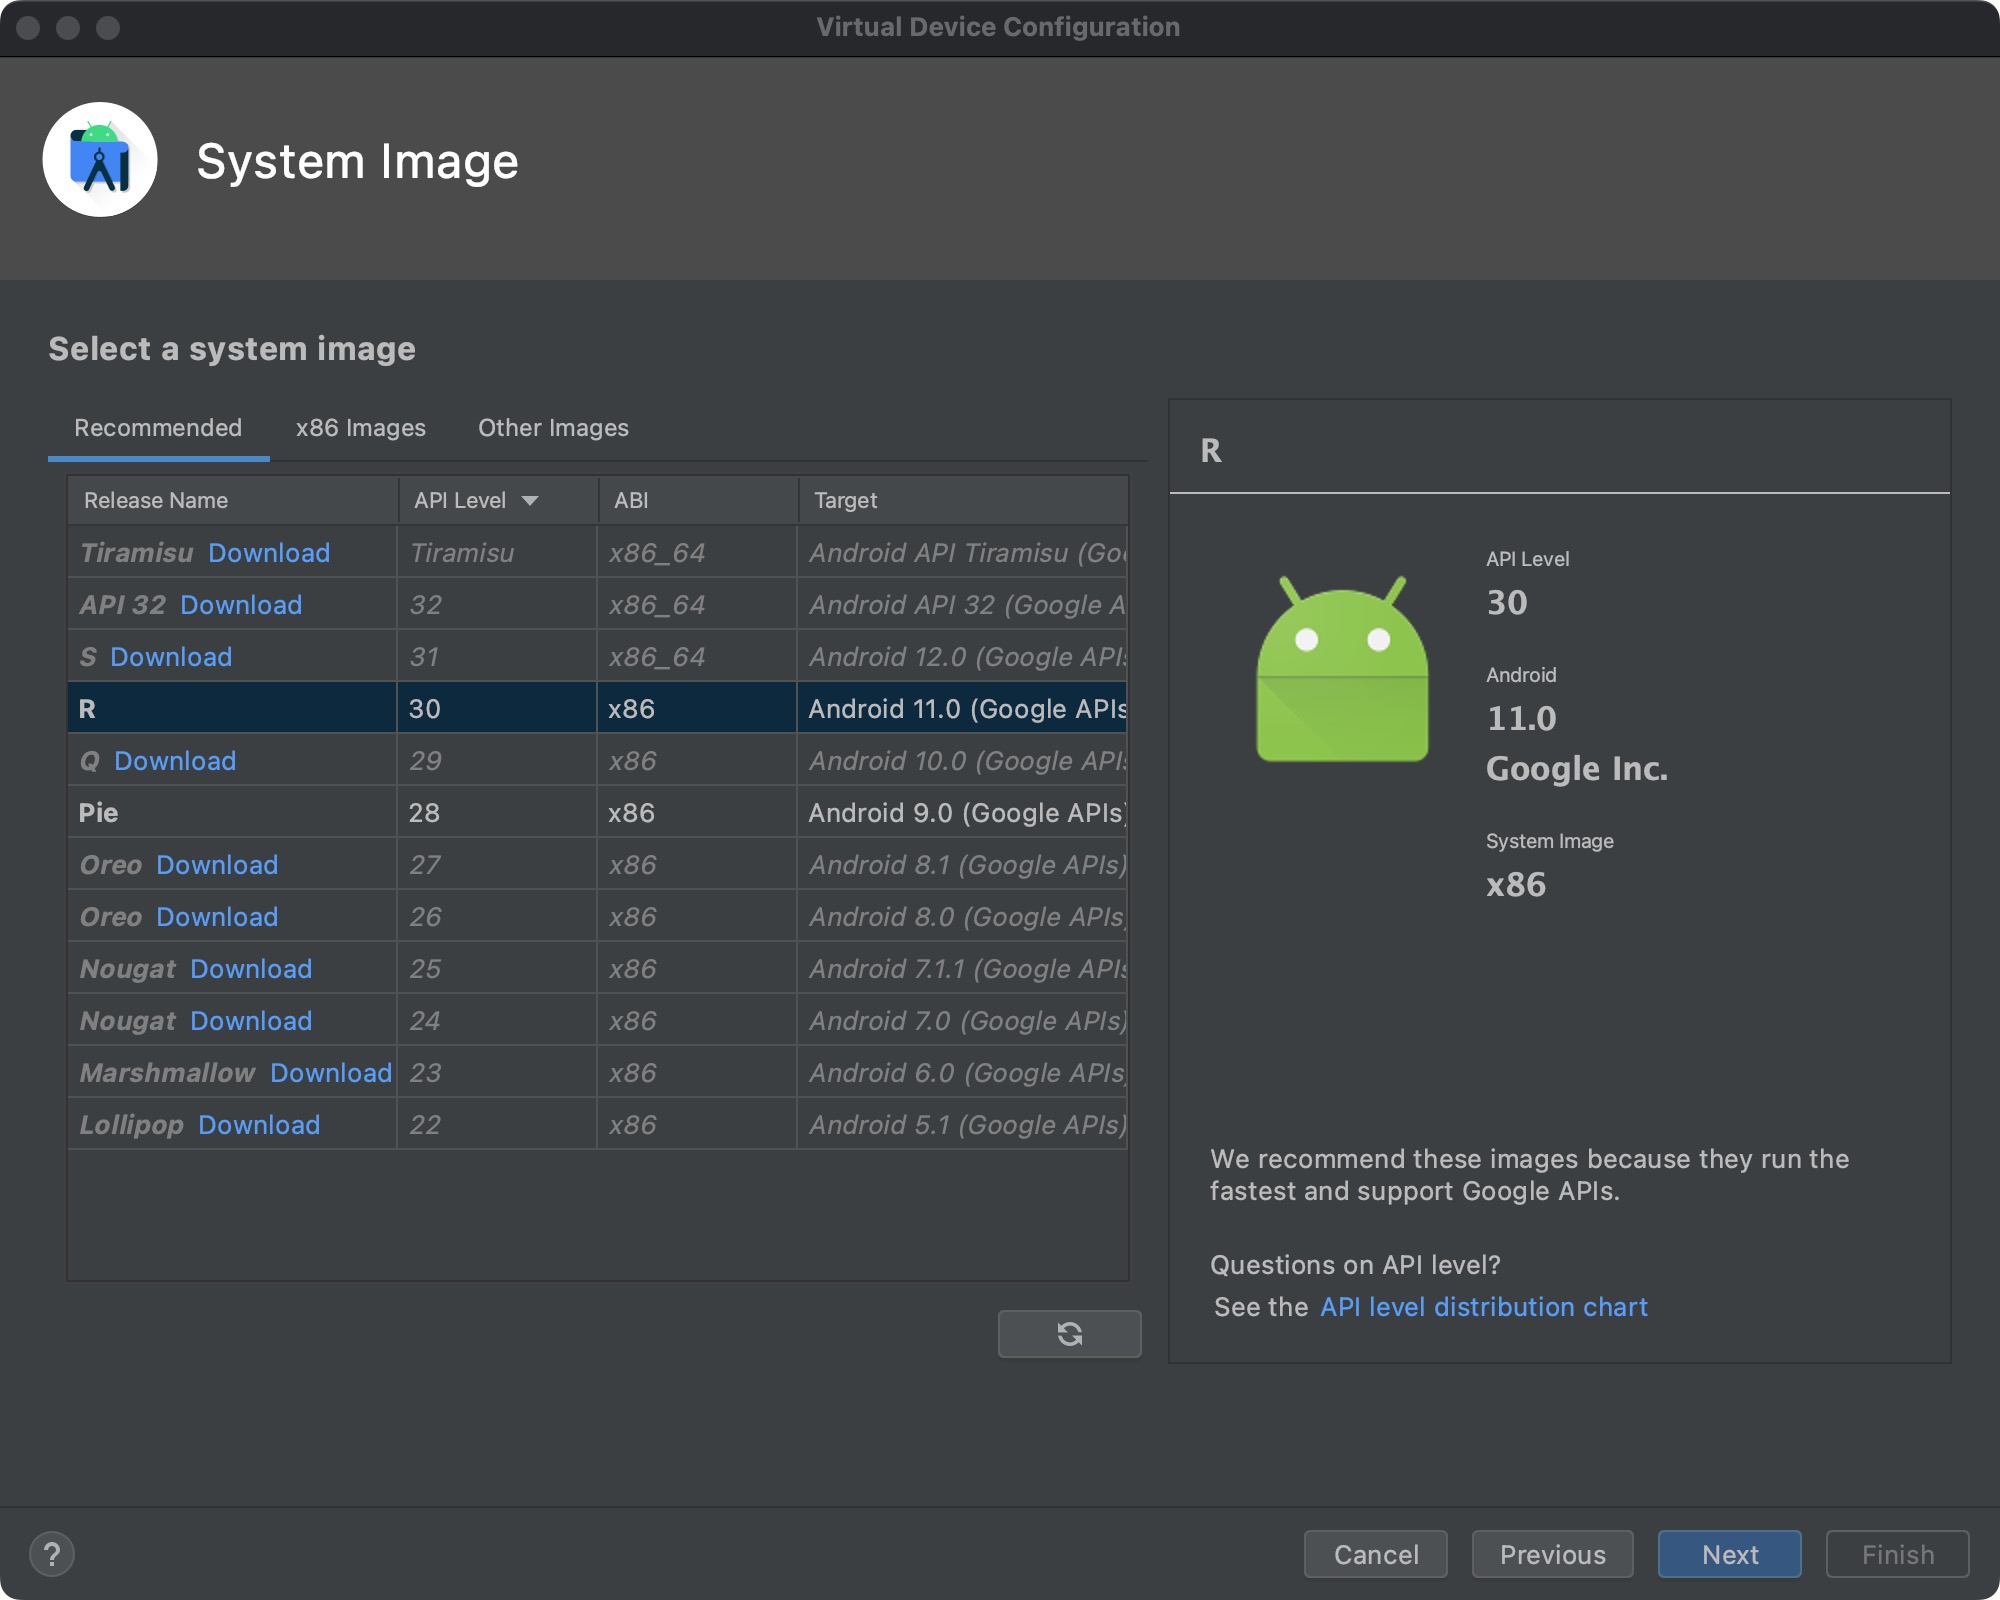 Virtual Device Configuration
System Image
Select a system image
Recommended x86 Images Other Images
Release Name API Level ABI Target
Tiramisu Download Tiramisu x86_64 Android API Tiramisu (Goo
API 32 Download 32 x86_64 Android API 32 (Google A
S Download 31 x86_64 Android 12.0 (Google APIs
R 30 x86 Android 11.0 (Google APIs
Q Download 29 x86 Android 10.0 (Google APIs
Pie 28 x86 Android 9.0 (Google APIs)
Oreo Download 27 x86 Android 8.1 (Google APIs)
Oreo Download 26 x86 Android 8.0 (Google APIs)
Nougat Download 25 x86 Android 7.1.1 (Google APIs
Nougat Download 24 x86 Android 7.0 (Google APIs)
Marshmallow Download 23 x86 Android 6.0 (Google APIs)
Lollipop Download 22 x86 Android 5.1 (Google APIs)
R
API Level
30
Android
11.0
Google Inc.
System Image
x86
We recommend these images because they run the
fastest and support Google APIs.
Questions on API level?
See the API level distribution chart
? Cancel Previous Next Finish